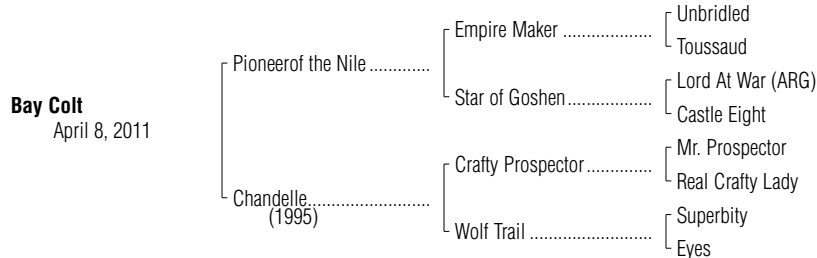 Unbridled
Empire Maker ....................
Toussaud
Pioneerof the Nile .............
Lord At War (ARG)
Star of Goshen..................
Castle Eight
Bay Colt
April 8, 2011
Mr. Prospector
Crafty Prospector ..............
Real Crafty Lady
Chandelle..........................
(1995)
Superbity
Wolf Trail ...........................
Eyes